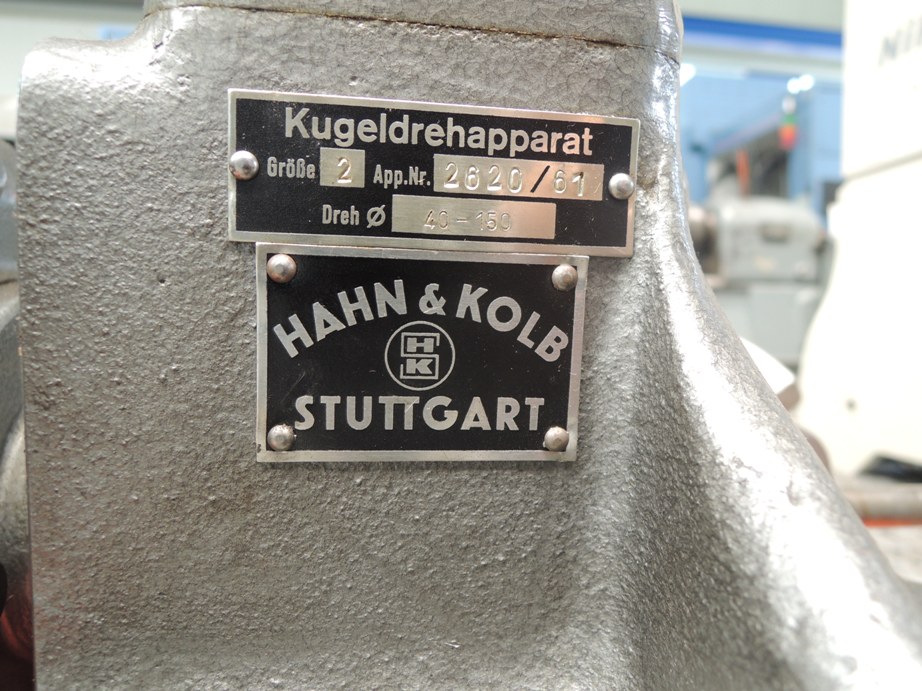 Kugeldrehapparat
Größe 2 App.Nr. 2620/61
Dreh Ø 40-150
HAHN & KOLB
HK
STUTTGART